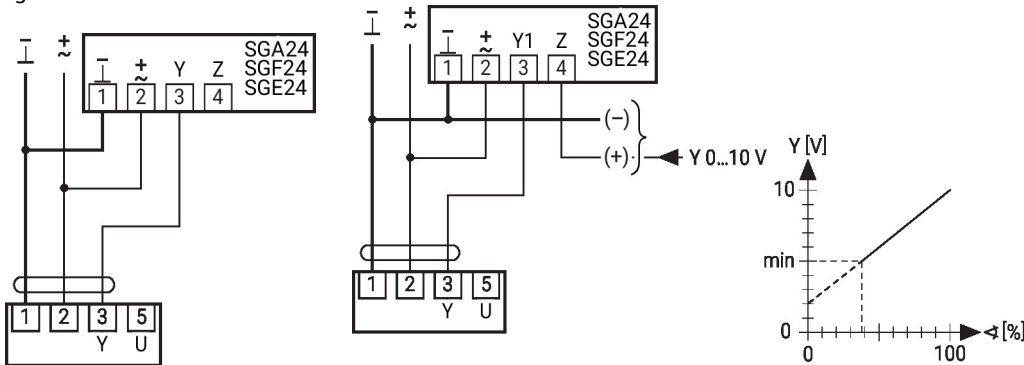 ⊥ − ~ +
SGA24
SGF24
SGE24
⊥ − ~ + Y Z
1 2 3 4
1 2 3 5
Y U
⊥ − ~ +
SGA24
SGF24
SGE24
⊥ − ~ + Y1 Z
1 2 3 4
(−)
(+) Y 0...10 V
1 2 3 5
Y U
Y [V]
10
min
0
0 100
∢ [%]